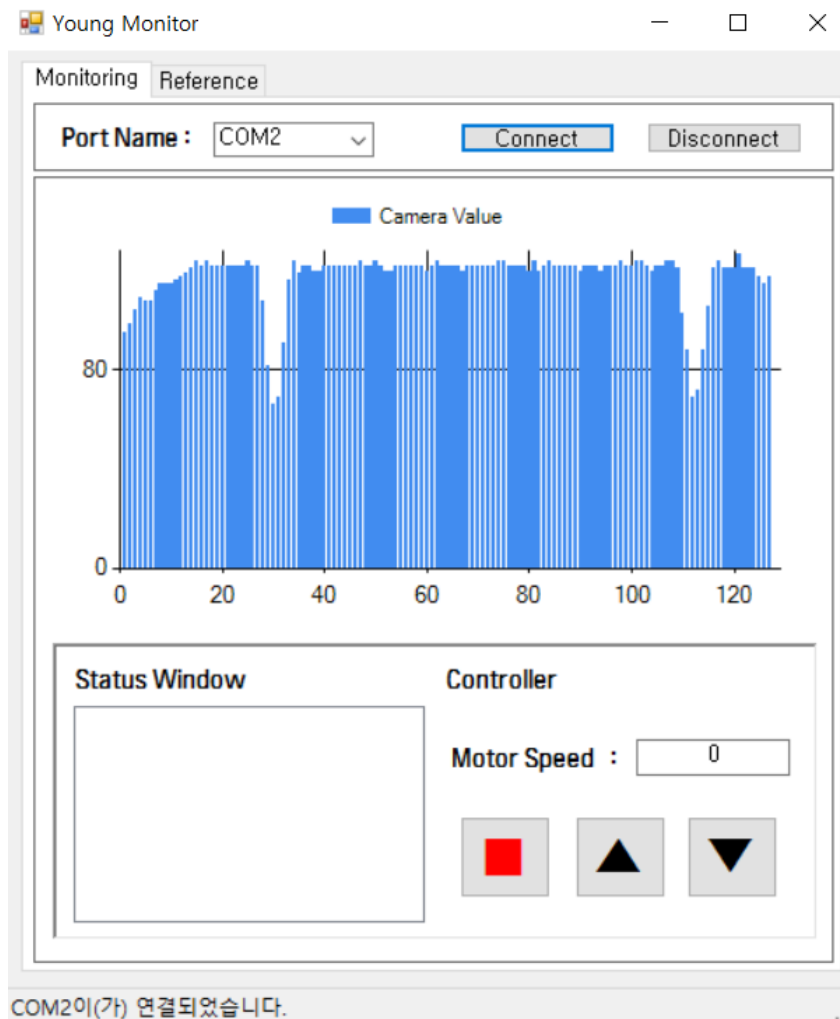 Young Monitor
Monitoring Reference
Port Name : COM2 Connect Disconnect
Camera Value
80
0
0 20 40 60 80 100 120
Status Window Controller
Motor Speed : 0
COM2이(가) 연결되었습니다.